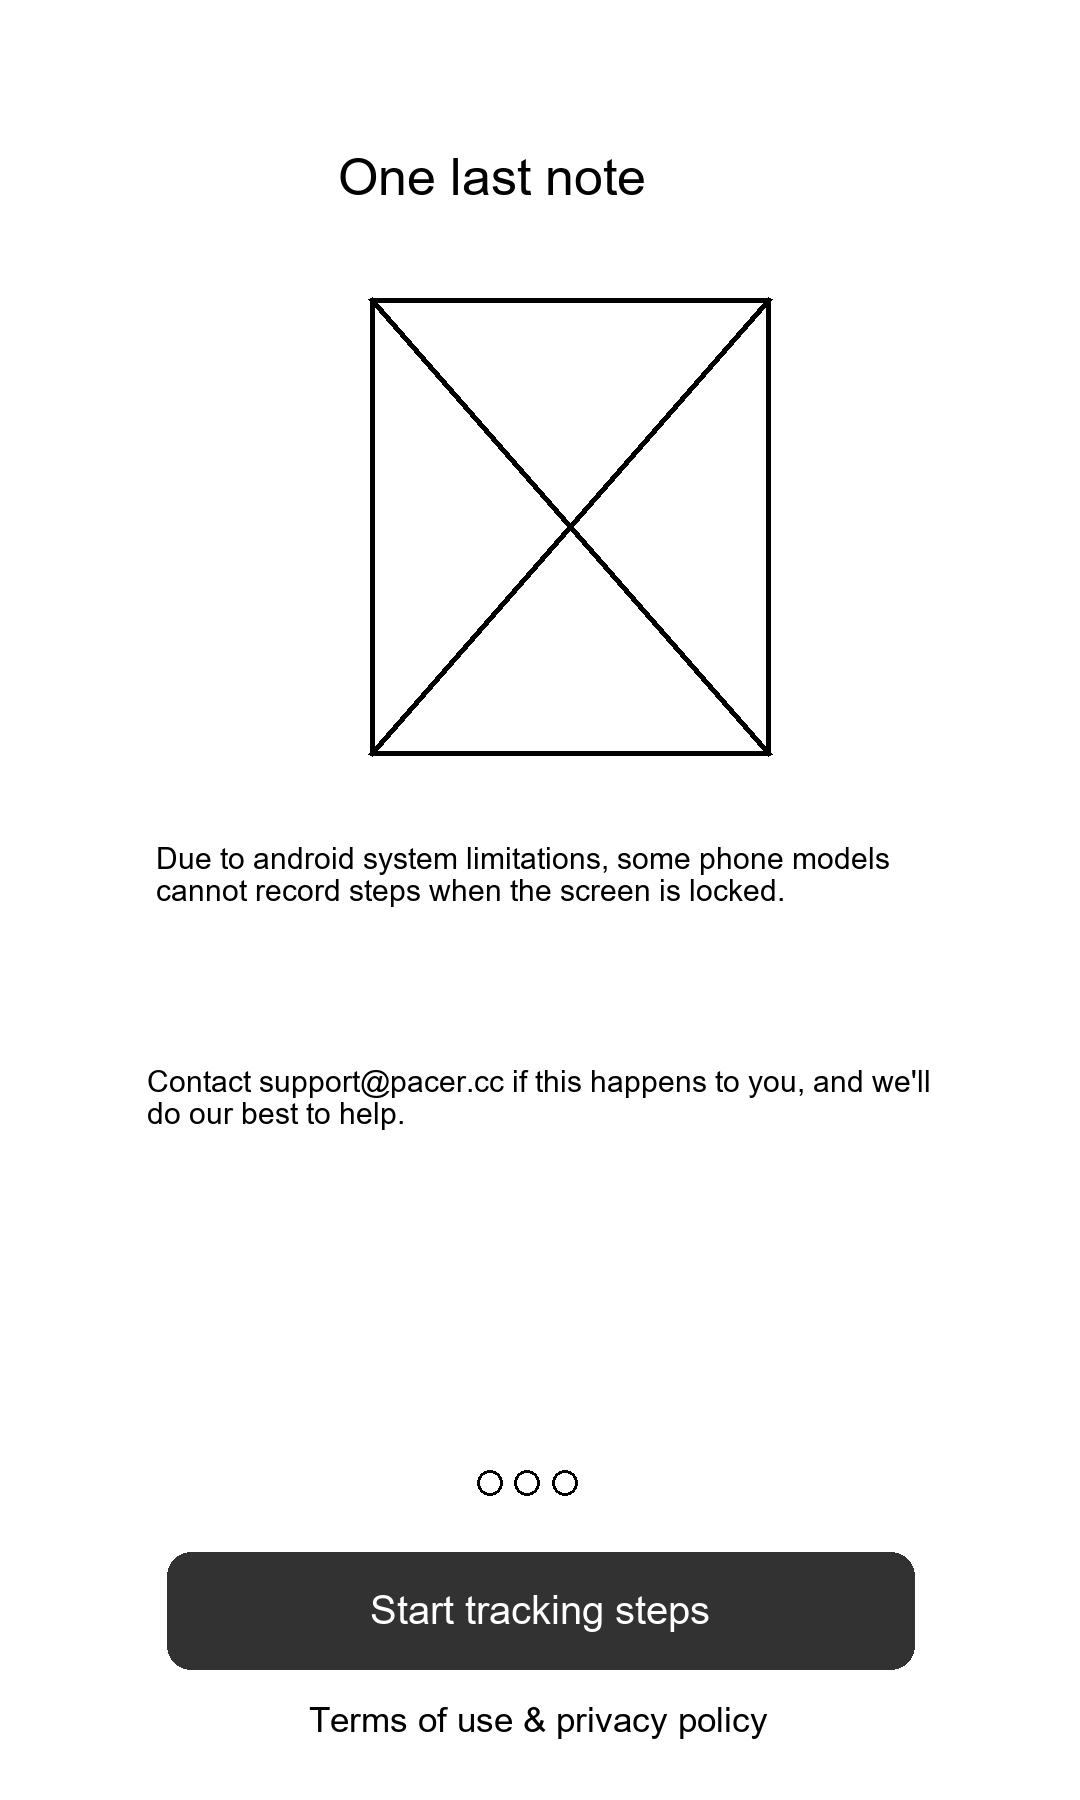 One last note
Due to android system limitations, some phone models
cannot record steps when the screen is locked.
Contact support@pacer.cc if this happens to you, and we'll
do our best to help.
Start tracking steps
Terms of use & privacy policy